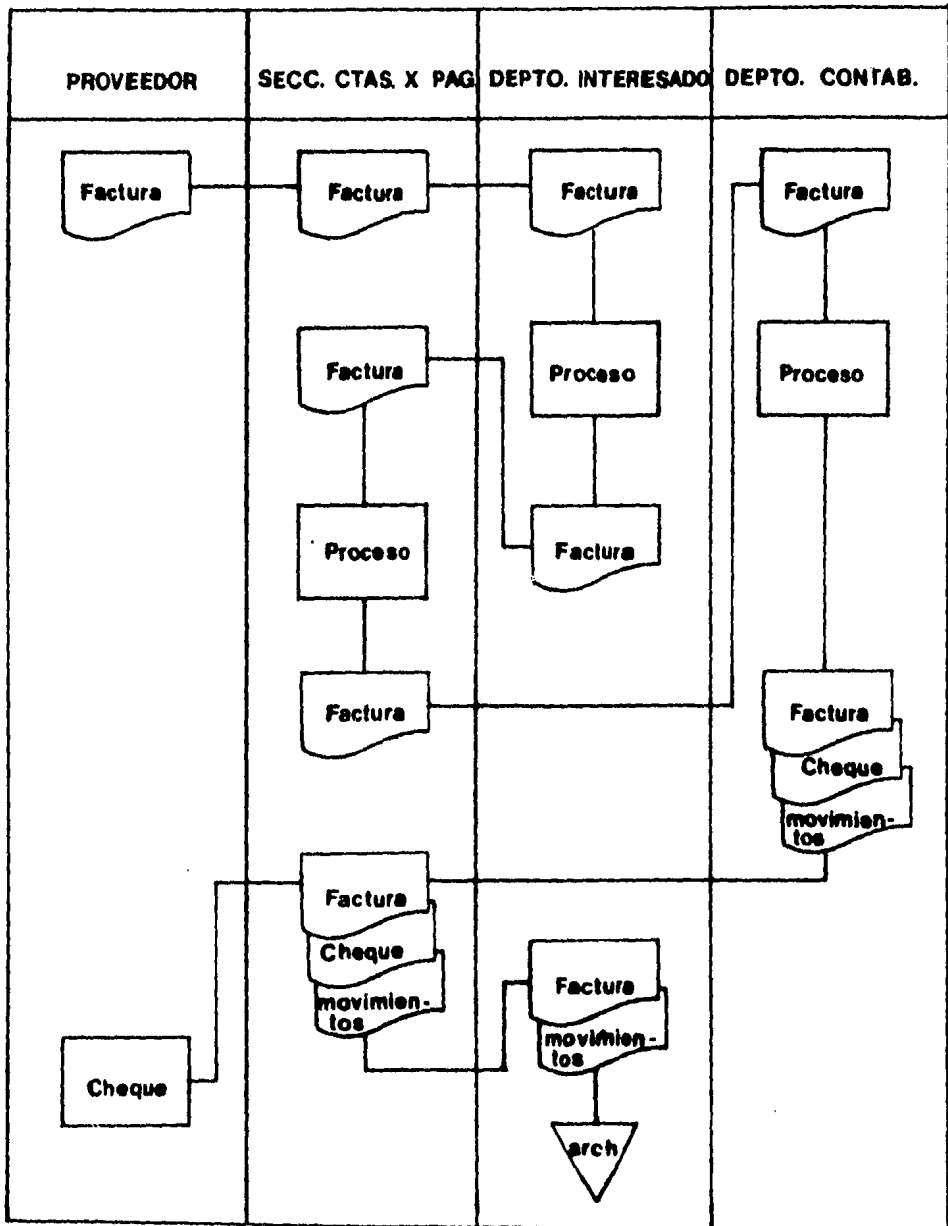 PROVEEDOR
SECC. CTAS. X PAG.
DEPTO. INTERESADO
DEPTO. CONTAB.
Factura
Factura
Factura
Factura
Factura
Proceso
Proceso
Proceso
Factura
Factura
Factura
Cheque
movimien-
tos
Factura
Cheque
movimien-
tos
Factura
movimien-
tos
Cheque
arch